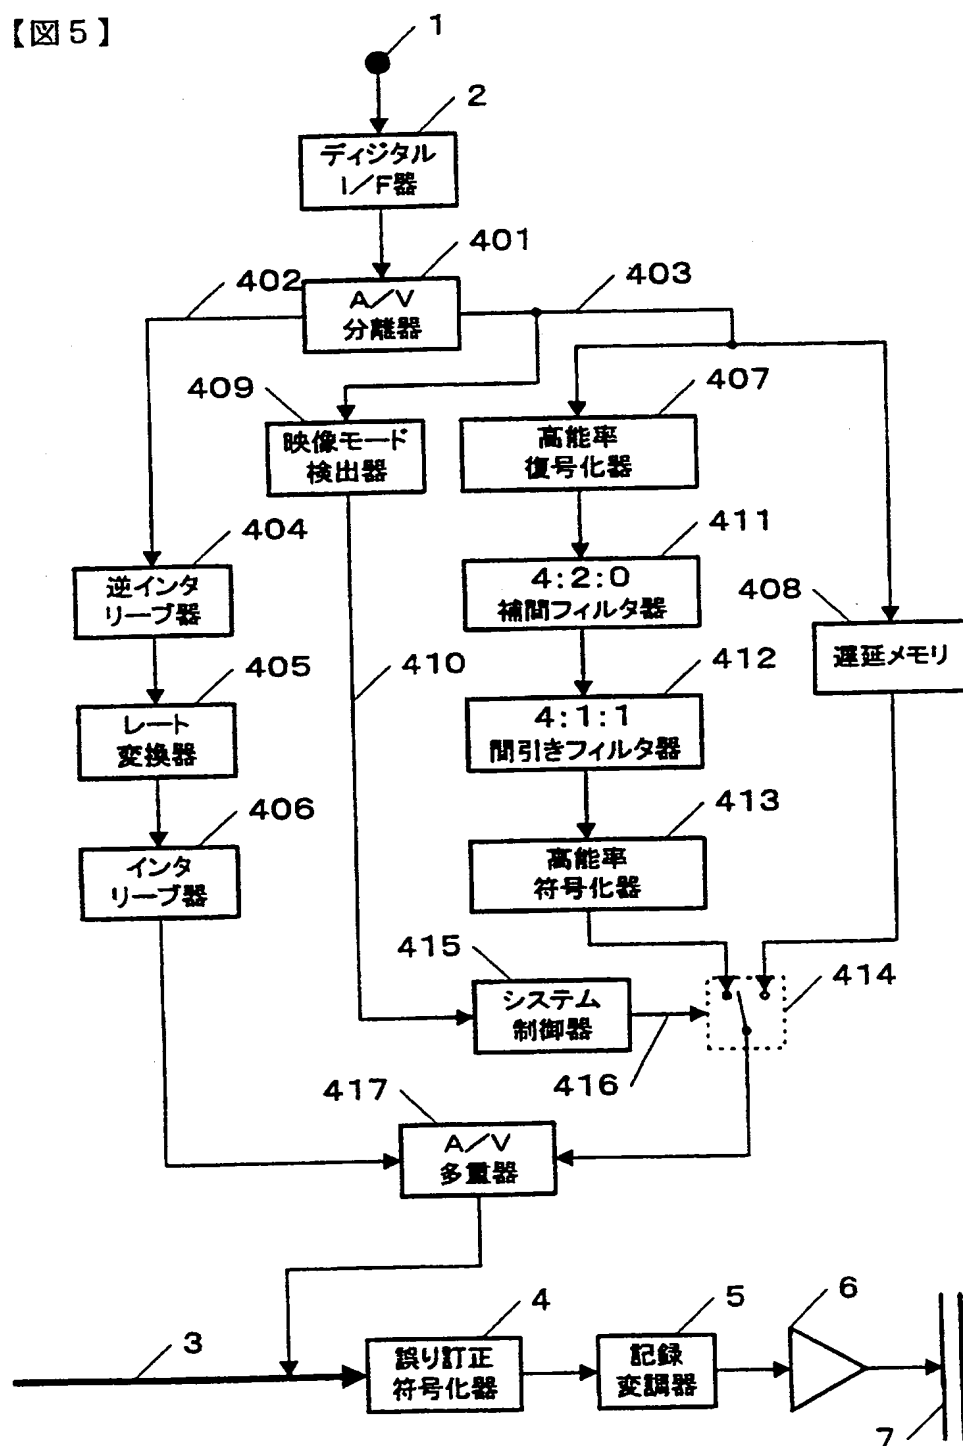 【図５】
1
2
ディジタル
I／F器
401
402
A／V
分離器
403
409
407
映像モード
検出器
高能率
復号化器
404
411
逆インタ
リーブ器
4:2:0
補間フィルタ器
408
遅延メモリ
405
410
412
レート
変換器
4:1:1
間引きフィルタ器
406
413
インタ
リーブ器
高能率
符号化器
415
414
システム
制御器
416
417
A／V
多重器
3
4
5
6
誤り訂正
符号化器
記録
変調器
7